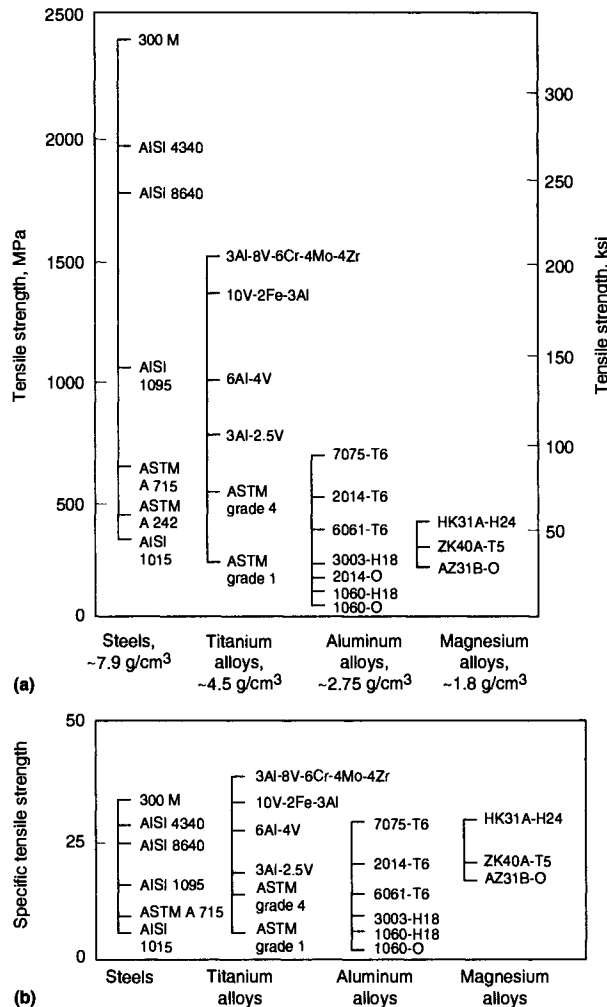 2500
2000
1500
1000
500
0
Tensile strength, MPa
300 M
AISI 4340
AISI 8640
AISI
1095
ASTM
A 715
ASTM
A 242
AISI
1015
3Al-8V-6Cr-4Mo-4Zr
10V-2Fe-3Al
6Al-4V
3Al-2.5V
ASTM
grade 4
ASTM
grade 1
7075-T6
2014-T6
6061-T6
3003-H18
2014-O
1060-H18
1060-O
HK31A-H24
ZK40A-T5
AZ31B-O
300
250
200
150
100
50
Tensile strength, ksi
Steels,
~7.9 g/cm³
Titanium
alloys,
~4.5 g/cm³
Aluminum
alloys,
~2.75 g/cm³
Magnesium
alloys,
~1.8 g/cm³
(a)
50
25
0
Specific tensile strength
300 M
AISI 4340
AISI 8640
AISI 1095
ASTM A 715
AISI
1015
3Al-8V-6Cr-4Mo-4Zr
10V-2Fe-3Al
6Al-4V
3Al-2.5V
ASTM
grade 4
ASTM
grade 1
7075-T6
2014-T6
6061-T6
3003-H18
1060-H18
1060-O
HK31A-H24
ZK40A-T5
AZ31B-O
Steels
Titanium
alloys
Aluminum
alloys
Magnesium
alloys
(b)